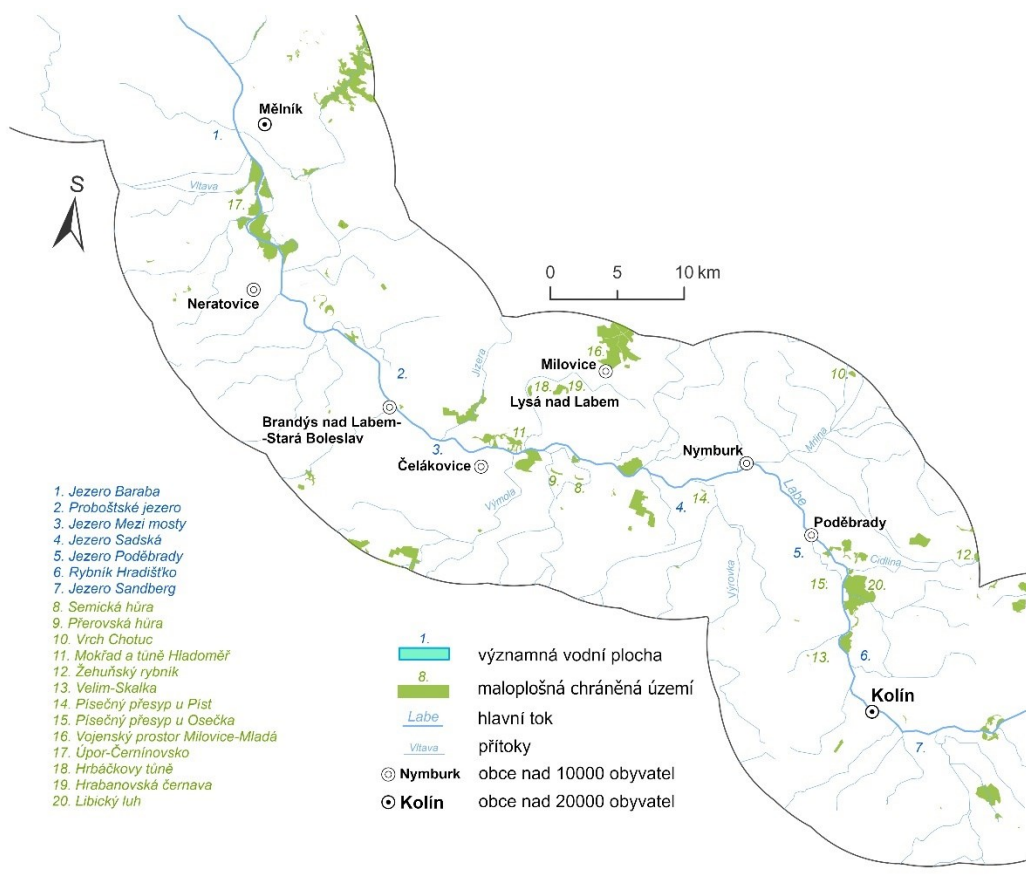 Mělník
1.
S
Vltava
17.
Neratovice
0 5 10 km
2.
Jizera
16.
Milovice
18. 19.
Lysá nad Labem
10.
Brandýs nad Labem-
-Stará Boleslav
3.
11
Čelákovice
9.
8.
Výmola
Nymburk
Mrlina
4.
14.
Labe
Poděbrady
5.
Cidlina
12.
15.
20.
Výrovka
13.
6.
Kolín
7.
1. Jezero Baraba
2. Proboštské jezero
3. Jezero Mezi mosty
4. Jezero Sadská
5. Jezero Poděbrady
6. Rybník Hradišťko
7. Jezero Sandberg
8. Semická hůra
9. Přerovská hůra
10. Vrch Chotuc
11. Mokřad a tůně Hladoměř
12. Žehuňský rybník
13. Velim-Skalka
14. Písečný přesyp u Píst
15. Písečný přesyp u Osečka
16. Vojenský prostor Milovice-Mladá
17. Úpor-Černínovsko
18. Hrbáčkovy tůně
19. Hrabanovská černava
20. Libický luh
1. významná vodní plocha
8. maloplošná chráněná území
Labe hlavní tok
Vltava přítoky
Nymburk obce nad 10000 obyvatel
Kolín obce nad 20000 obyvatel